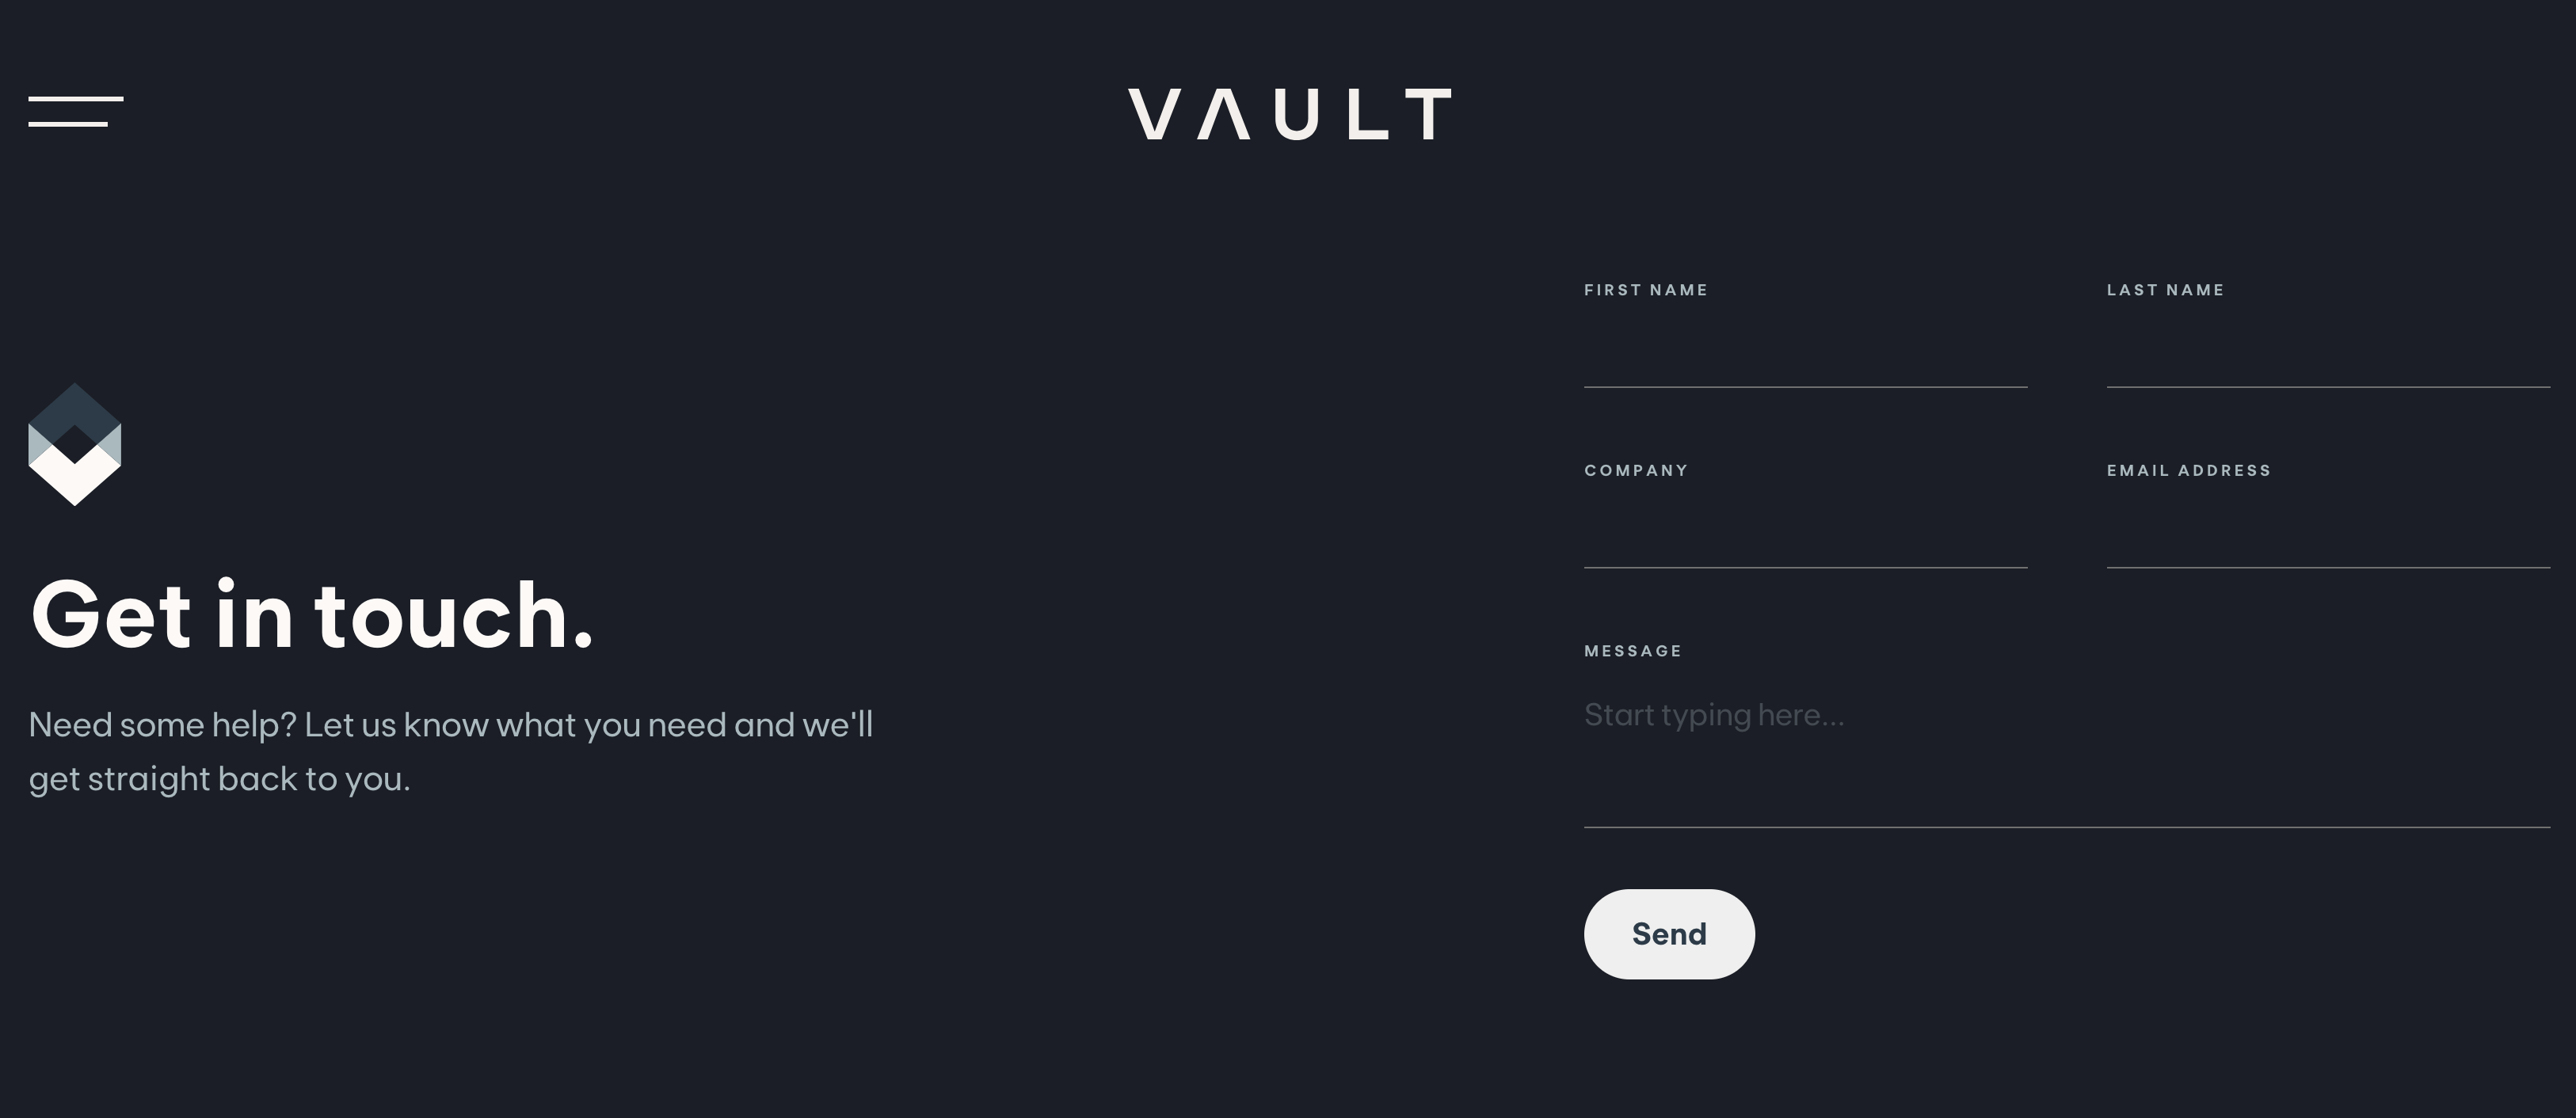 VAULT
Get in touch.
Need some help? Let us know what you need and we'll
get straight back to you.
FIRST NAME
LAST NAME
COMPANY
EMAIL ADDRESS
MESSAGE
Start typing here...
Send